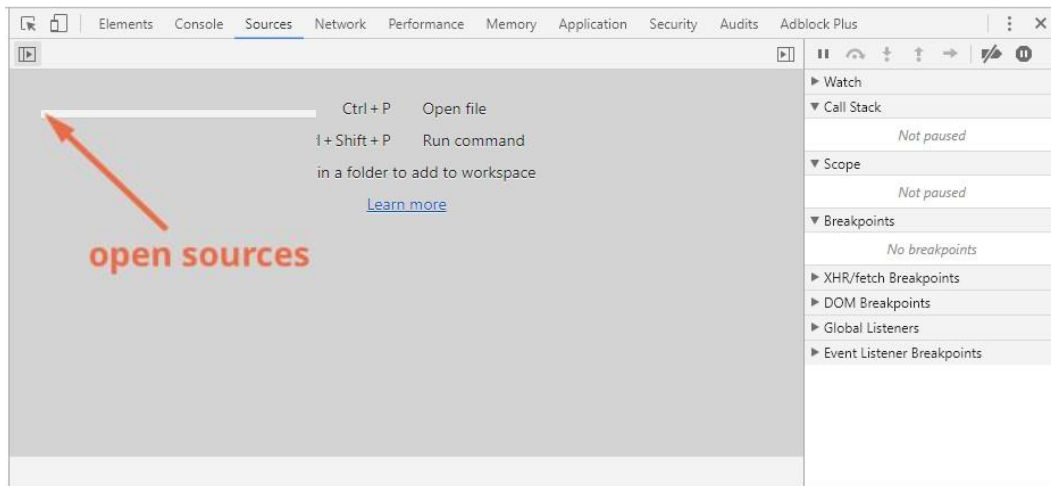 Elements Console Sources Network Performance Memory Application Security Audits Adblock Plus
Ctrl + P Open file
+ Shift + P Run command
in a folder to add to workspace
Learn more
open sources
Watch
Call Stack
Not paused
Scope
Not paused
Breakpoints
No breakpoints
XHR/fetch Breakpoints
DOM Breakpoints
Global Listeners
Event Listener Breakpoints